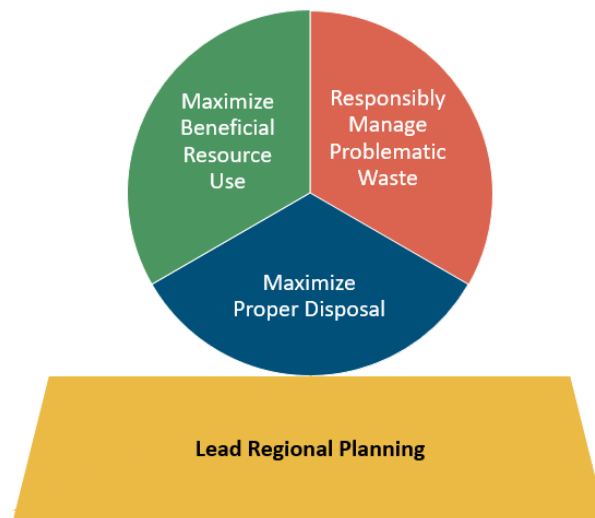 Maximize
Beneficial
Resource
Use
Responsibly
Manage
Problematic
Waste
Maximize
Proper Disposal
Lead Regional Planning